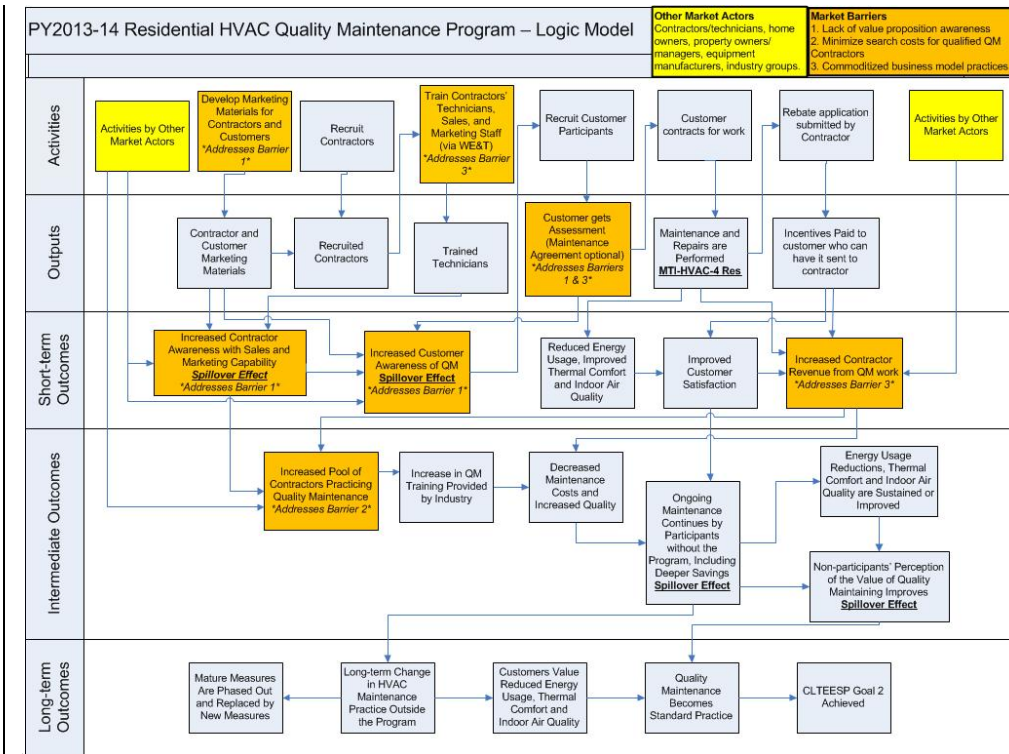 PY2013-14 Residential HVAC Quality Maintenance Program – Logic Model
Other Market Actors
Contractors/technicians, home
owners, property owners/
managers, equipment
manufacturers, industry groups.
Market Barriers
1. Lack of value proposition awareness
2. Minimize search costs for qualified QM
Contractors
3. Commoditized business model practices
Activities
Activities by Other
Market Actors
Develop Marketing
Materials for
Contractors and
Customers
*Addresses Barrier
1*
Recruit
Contractors
Train Contractors'
Technicians,
Sales, and
Marketing Staff
(via WE&T)
*Addresses Barrier
3*
Recruit Customer
Participants
Customer
contracts for work
Rebate application
submitted by
Contractor
Activities by Other
Market Actors
Outputs
Contractor and
Customer
Marketing
Materials
Recruited
Contractors
Trained
Technicians
Customer gets
Assessment
(Maintenance
Agreement optional)
*Addresses Barriers
1 & 3*
Maintenance and
Repairs are
Performed
MTI-HVAC-4 Res
Incentives Paid to
customer who can
have it sent to
contractor
Short-term
Outcomes
Increased Contractor
Awareness with Sales and
Marketing Capability
Spillover Effect
*Addresses Barrier 1*
Increased Customer
Awareness of QM
Spillover Effect
*Addresses Barrier 1*
Reduced Energy
Usage, Improved
Thermal Comfort
and Indoor Air
Quality
Improved
Customer
Satisfaction
Increased Contractor
Revenue from QM work
*Addresses Barrier 3*
Intermediate Outcomes
Increased Pool of
Contractors Practicing
Quality Maintenance
*Addresses Barrier 2*
Increase in QM
Training Provided
by Industry
Decreased
Maintenance
Costs and
Increased Quality
Ongoing
Maintenance
Continues by
Participants
without the
Program, Including
Deeper Savings
Spillover Effect
Energy Usage
Reductions, Thermal
Comfort and Indoor Air
Quality are Sustained or
Improved
Non-participants' Perception
of the Value of Quality
Maintaining Improves
Spillover Effect
Long-term
Outcomes
Mature Measures
Are Phased Out
and Replaced by
New Measures
Long-term Change
in HVAC
Maintenance
Practice Outside
the Program
Customers Value
Reduced Energy
Usage, Thermal
Comfort and
Indoor Air Quality
Quality
Maintenance
Becomes
Standard Practice
CLTEESP Goal 2
Achieved